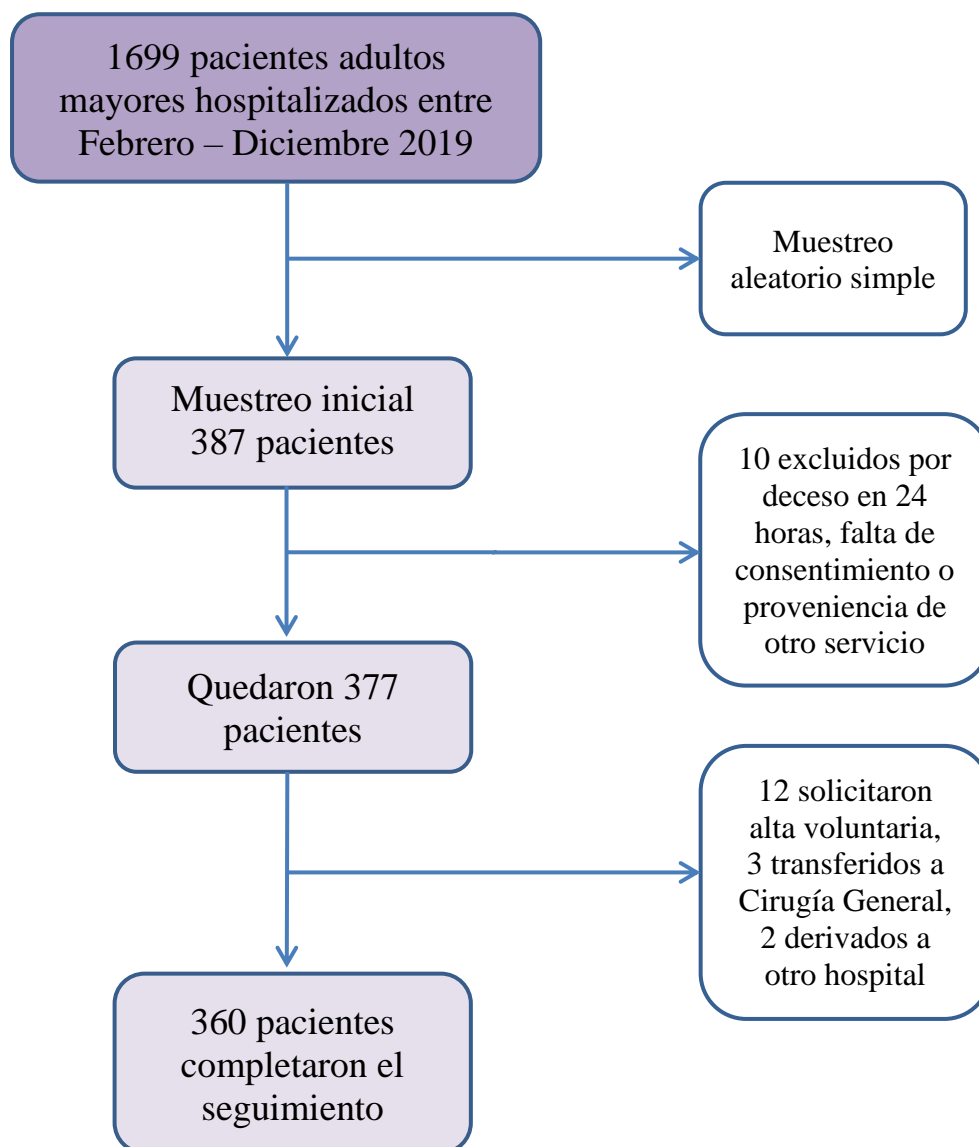 1699 pacientes adultos
mayores hospitalizados entre
Febrero – Diciembre 2019
Muestreo
aleatorio simple
Muestreo inicial
387 pacientes
10 excluidos por
deceso en 24
horas, falta de
consentimiento o
proveniencia de
otro servicio
Quedaron 377
pacientes
12 solicitaron
alta voluntaria,
3 transferidos a
Cirugía General,
2 derivados a
otro hospital
360 pacientes
completaron el
seguimiento